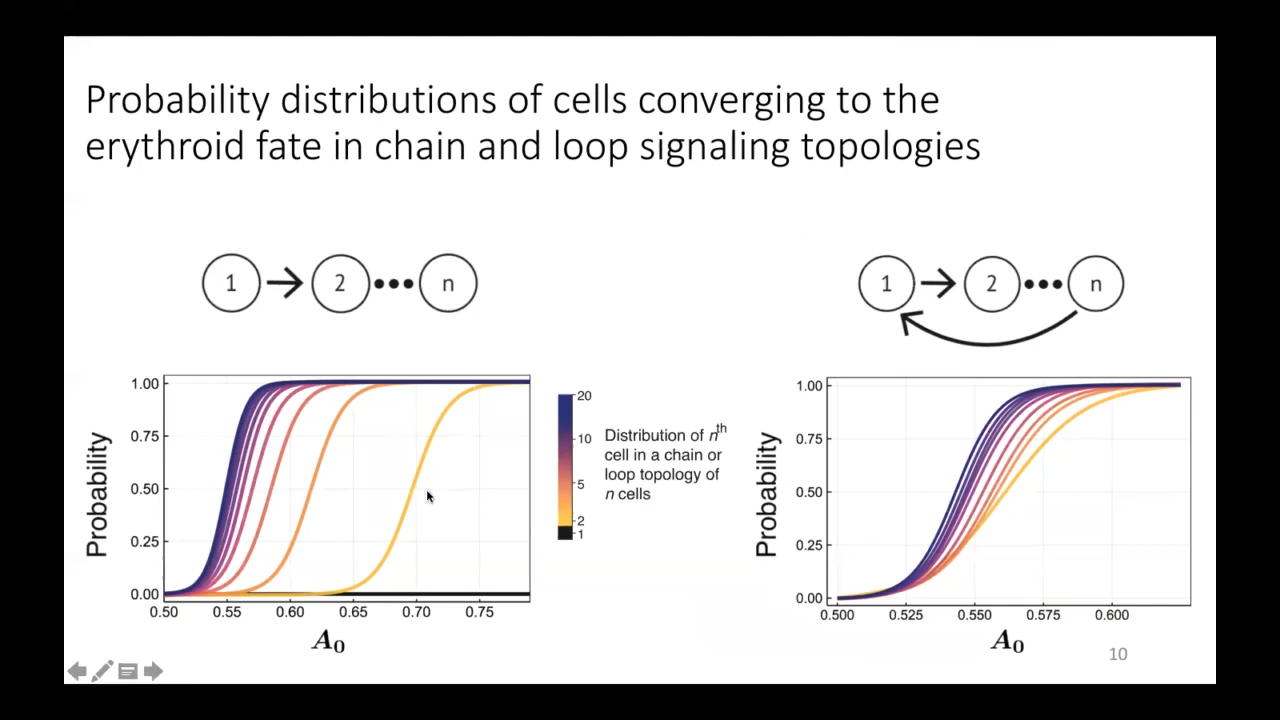 Probability distributions of cells converging to the
erythroid fate in chain and loop signaling topologies
1 2 n
1 2 n
Probability
1.00
0.75
0.50
0.25
0.00
0.50 0.55 0.60 0.65 0.70 0.75
A0
20
10
5
2
1
Distribution of nth
cell in a chain or
loop topology of
n cells
Probability
1.00
0.75
0.50
0.25
0.00
0.500 0.525 0.550 0.575 0.600
A0
10